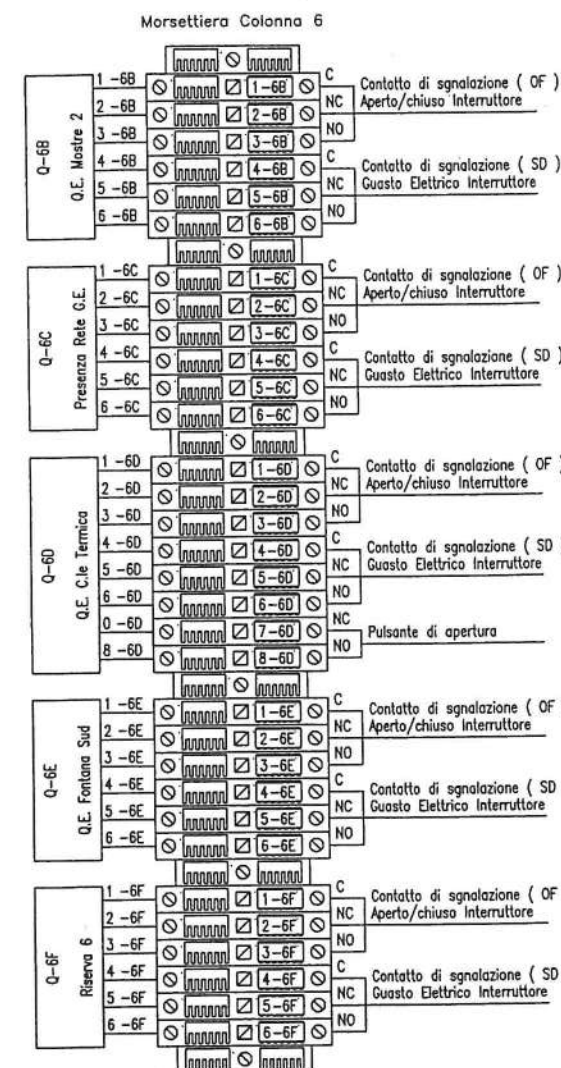 Morsettiera Colonna 6
Q-6B
Q.E. Mostre 2
1 -6B 1-6B C
2 -6B 2-6B NC
3 -6B 3-6B NO
4 -6B 4-6B C
5 -6B 5-6B NC
6 -6B 6-6B NO
Contatto di sgnalazione ( OF )
Aperto/chiuso Interruttore
Contatto di sgnalazione ( SD )
Guasto Elettrico Interruttore
Q-6C
Presenza Rete G.E.
1 -6C 1-6C C
2 -6C 2-6C NC
3 -6C 3-6C NO
4 -6C 4-6C C
5 -6C 5-6C NC
6 -6C 6-6C NO
Contatto di sgnalazione ( OF )
Aperto/chiuso Interruttore
Contatto di sgnalazione ( SD )
Guasto Elettrico Interruttore
Q-6D
Q.E. C.le Termica
1 -6D 1-6D C
2 -6D 2-6D NC
3 -6D 3-6D NO
4 -6D 4-6D C
5 -6D 5-6D NC
6 -6D 6-6D NO
0 -6D 7-6D NC
8 -6D 8-6D NO
Contatto di sgnalazione ( OF )
Aperto/chiuso Interruttore
Contatto di sgnalazione ( SD
Guasto Elettrico Interruttore
Pulsante di apertura
Q-6E
Q.E. Fontana Sud
1 -6E 1-6E C
2 -6E 2-6E NC
3 -6E 3-6E NO
4 -6E 4-6E C
5 -6E 5-6E NC
6 -6E 6-6E NO
Contatto di sgnalazione ( OF
Aperto/chiuso Interruttore
Contatto di sgnalazione ( SD
Guasto Elettrico Interruttore
Q-6F
Riserva 6
1 -6F 1-6F C
2 -6F 2-6F NC
3 -6F 3-6F NO
4 -6F 4-6F C
5 -6F 5-6F NC
6 -6F 6-6F NO
Contatto di sgnalazione ( OF
Aperto/chiuso Interruttore
Contatto di sgnalazione ( SD
Guasto Elettrico Interruttore